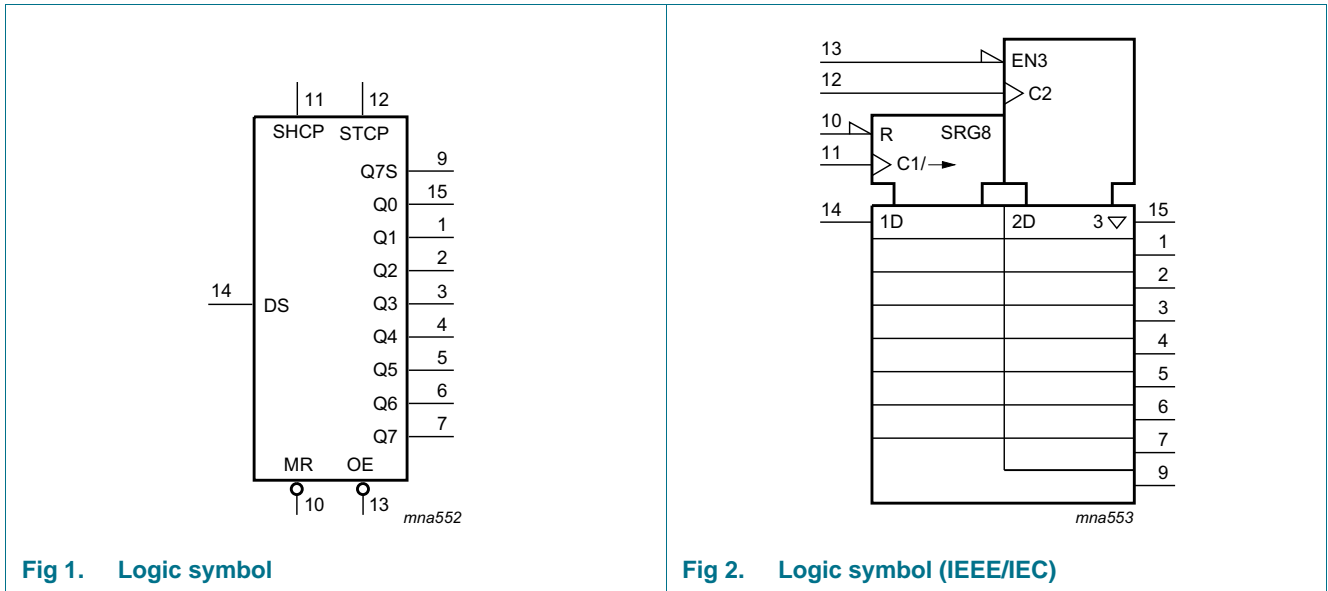 11 12
SHCP STCP
Q7S 9
Q0 15
Q1 1
Q2 2
14 DS Q3 3
Q4 4
Q5 5
Q6 6
Q7 7
MR OE
10 13
mna552
Fig 1. Logic symbol
13 EN3
12 C2
10 R SRG8
11 C1/→
14 1D 2D 3 ▽ 15
1
2
3
4
5
6
7
9
mna553
Fig 2. Logic symbol (IEEE/IEC)